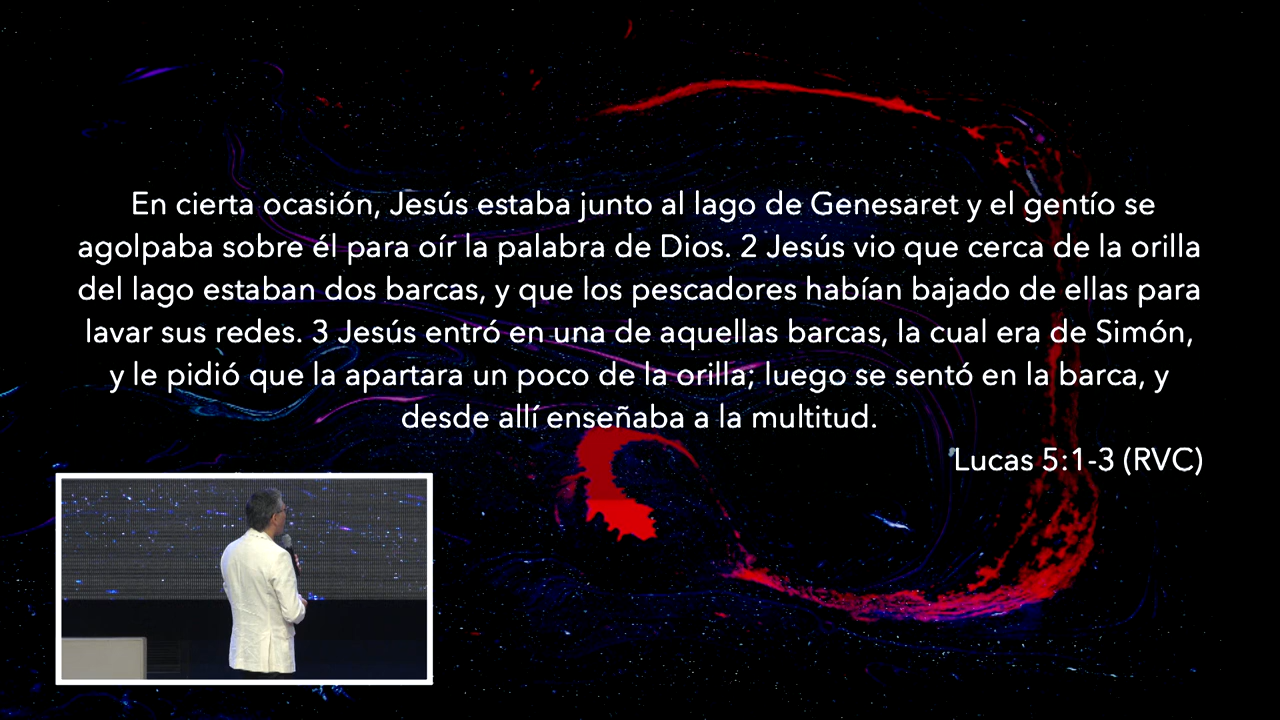 En cierta ocasión, Jesús estaba junto al lago de Genesaret y el gentío se
agolpaba sobre él para oír la palabra de Dios. 2 Jesús vio que cerca de la orilla
del lago estaban dos barcas, y que los pescadores habían bajado de ellas para
lavar sus redes. 3 Jesús entró en una de aquellas barcas, la cual era de Simón,
y le pidió que la apartara un poco de la orilla; luego se sentó en la barca, y
desde allí enseñaba a la multitud.
Lucas 5:1-3 (RVC)